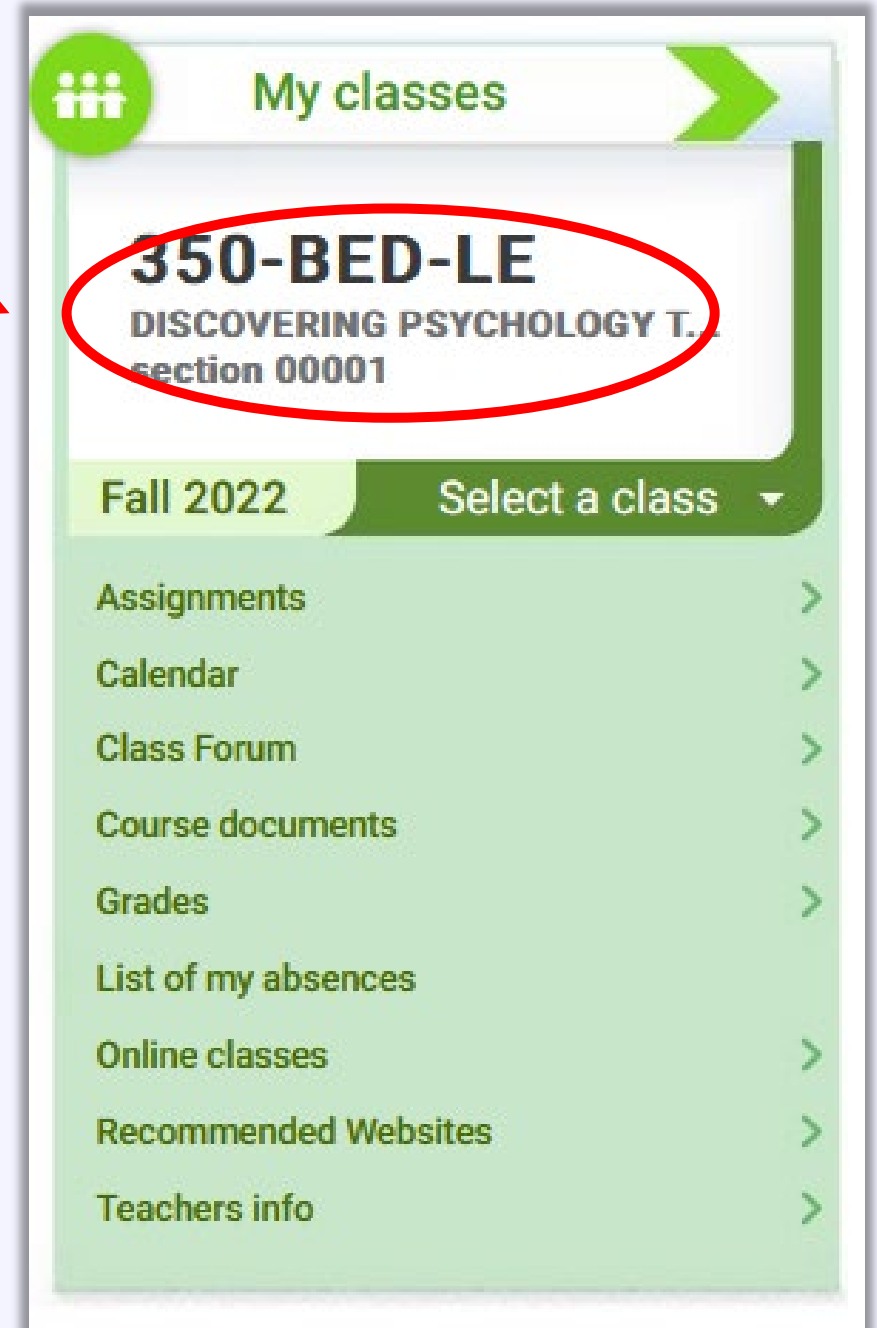 My classes
350-BED-LE
DISCOVERING PSYCHOLOGY T...
section 00001
Fall 2022
Select a class
Assignments
Calendar
Class Forum
Course documents
Grades
List of my absences
Online classes
Recommended Websites
Teachers info